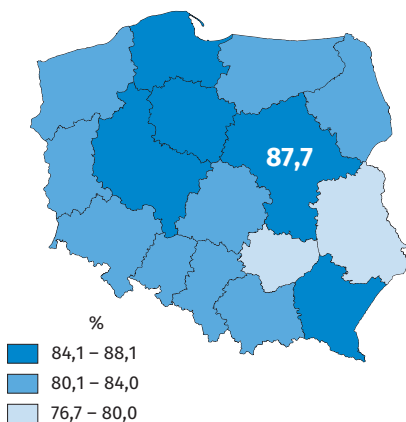 87,7
%
84,1 – 88,1
80,1 – 84,0
76,7 – 80,0